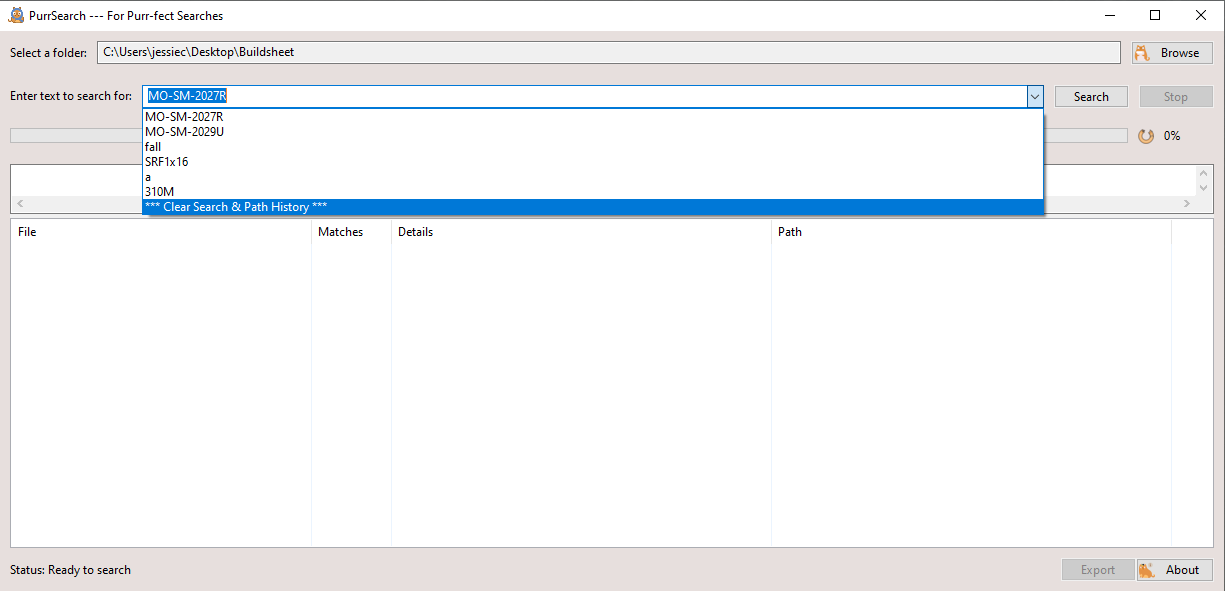 PurrSearch --- For Purr-fect Searches
Select a folder: C:\Users\jessiec\Desktop\Buildsheet Browse
Enter text to search for: MO-SM-2027R Search Stop
MO-SM-2027R
MO-SM-2029U
0%
fall
SRF1x16
a
310M
*** Clear Search & Path History ***
File Matches Details Path
Status: Ready to search Export About